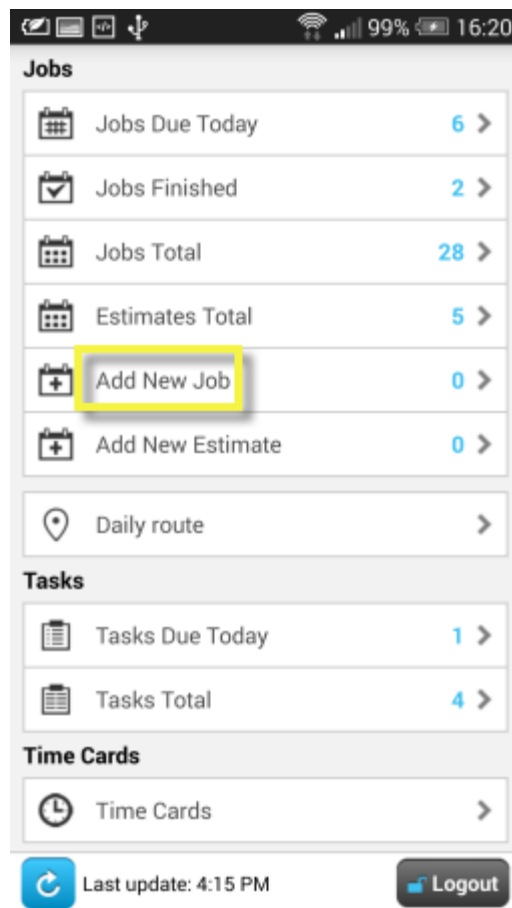 99% 16:20
Jobs
Jobs Due Today 6
Jobs Finished 2
Jobs Total 28
Estimates Total 5
Add New Job 0
Add New Estimate 0
Daily route
Tasks
Tasks Due Today 1
Tasks Total 4
Time Cards
Time Cards
Last update: 4:15 PM Logout